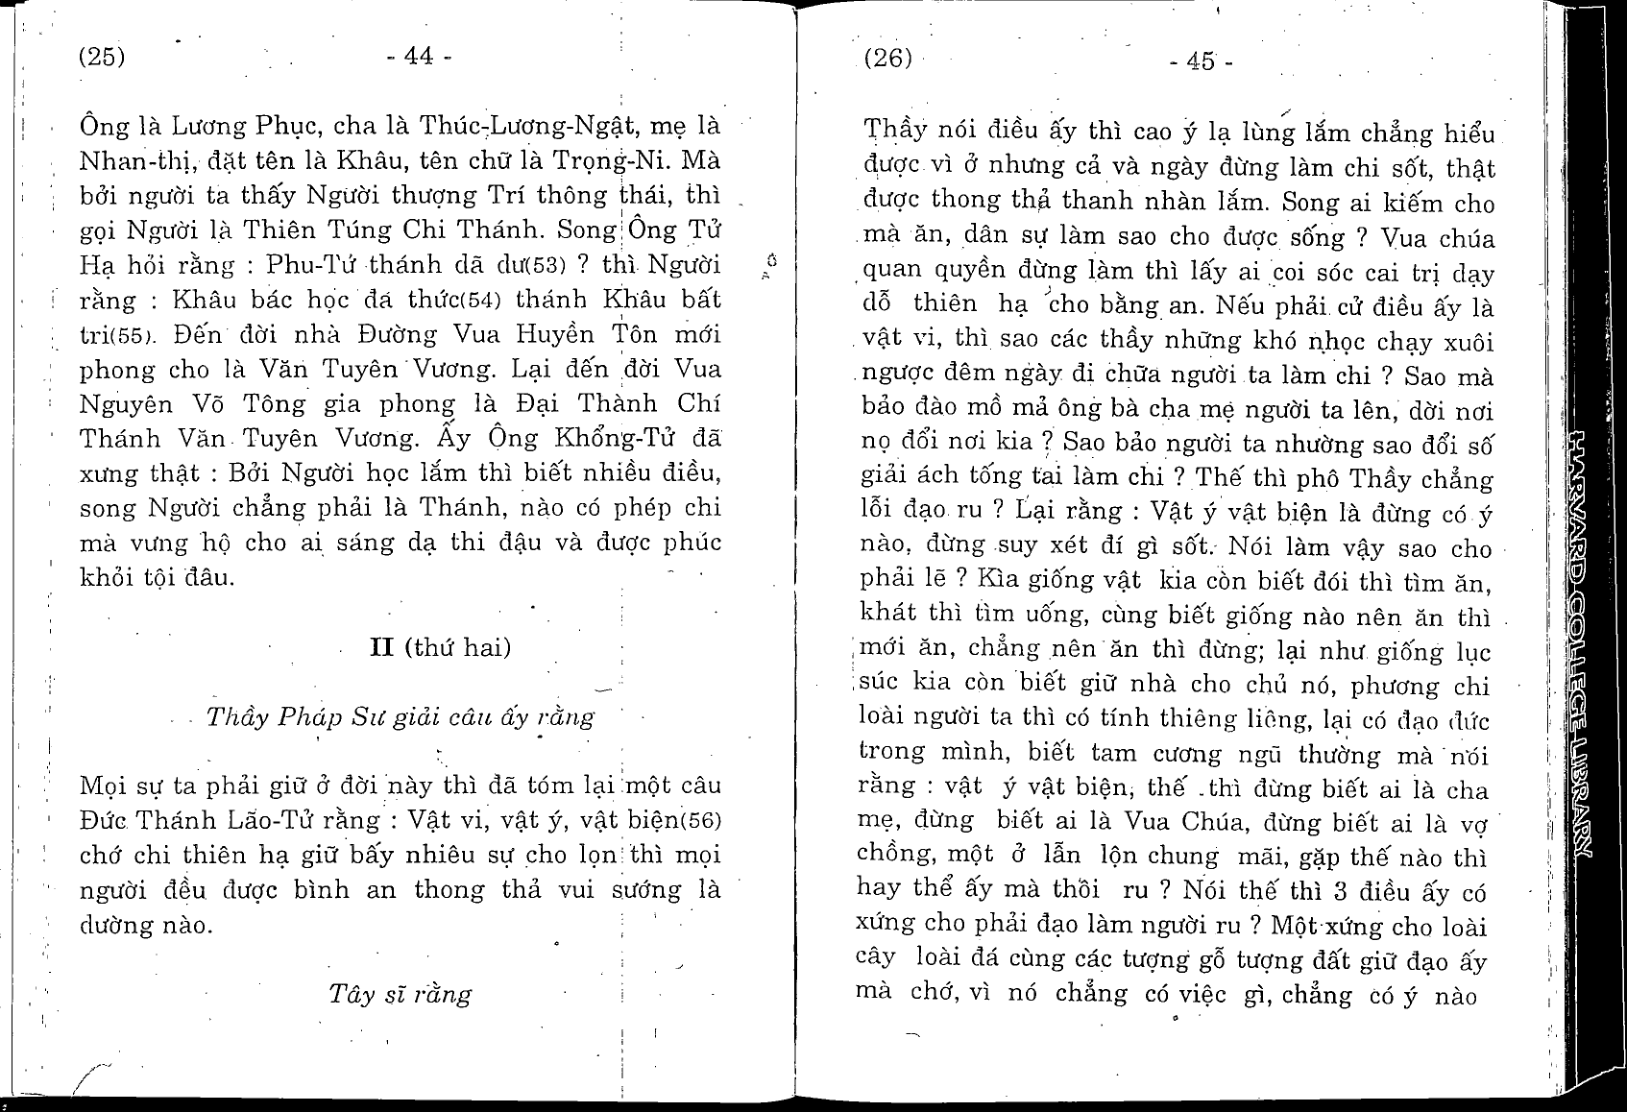 (25)
- 44 -
Ông là Lương Phục, cha là Thúc-Lương-Ngật, mẹ là
Nhan-thị, đặt tên là Khâu, tên chữ là Trọng-Ni. Mà
bởi người ta thấy Người thượng Trí thông thái, thì
gọi Người là Thiên Túng Chi Thánh. Song Ông Tử
Hạ hỏi rằng : Phu-Tứ thánh dã dư(53) ? thì Người
rằng : Khâu bác học đá thức(54) thánh Khâu bất
tri(55). Đến đời nhà Đường Vua Huyền Tôn mới
phong cho là Văn Tuyên Vương. Lại đến đời Vua
Nguyên Võ Tông gia phong là Đại Thành Chí
Thánh Văn Tuyên Vương. Ấy Ông Khổng-Tử đã
xưng thật : Bởi Người học lắm thì biết nhiều điều,
song Người chẳng phải là Thánh, nào có phép chi
mà vưng hộ cho ai sáng dạ thi đậu và được phúc
khỏi tội đâu.
II (thứ hai)
Thầy Pháp Sư giải câu ấy rằng
Mọi sự ta phải giữ ở đời này thì đã tóm lại một câu
Đức Thánh Lão-Tử rằng : Vật vi, vật ý, vật biện(56)
chớ chi thiên hạ giữ bấy nhiêu sự cho lọn thì mọi
người đều được bình an thong thả vui sướng là
dường nào.
Tây sĩ rằng
(26)
- 45 -
Thầy nói điều ấy thì cao ý lạ lùng lắm chẳng hiểu
được vì ở nhưng cả và ngày đừng làm chi sốt, thật
được thong thả thanh nhàn lắm. Song ai kiếm cho
mà ăn, dân sự làm sao cho được sống ? Vua chúa
quan quyền đừng làm thì lấy ai coi sóc cai trị dạy
dỗ thiên hạ cho bằng an. Nếu phải cử điều ấy là
vật vi, thì sao các thầy những khó nhọc chạy xuôi
ngược đêm ngày đi chữa người ta làm chi ? Sao mà
bảo đào mồ mả ông bà cha mẹ người ta lên, dời nơi
nọ đổi nơi kia ? Sao bảo người ta nhường sao đổi số
giải ách tống tai làm chi ? Thế thì phô Thầy chẳng
lỗi đạo ru ? Lại rằng : Vật ý vật biện là đừng có ý
nào, đừng suy xét đí gì sốt. Nói làm vậy sao cho
phải lẽ ? Kìa giống vật kia còn biết đói thì tìm ăn,
khát thì tìm uống, cùng biết giống nào nên ăn thì
mới ăn, chẳng nên ăn thì đừng; lại như giống lục
súc kia còn biết giữ nhà cho chủ nó, phương chi
loài người ta thì có tính thiêng liêng, lại có đạo đức
trong mình, biết tam cương ngũ thường mà nói
rằng : vật ý vật biện, thế thì đừng biết ai là cha
mẹ, đừng biết ai là Vua Chúa, đừng biết ai là vợ
chồng, một ở lẫn lộn chung mãi, gặp thế nào thì
hay thể ấy mà thôi ru ? Nói thế thì 3 điều ấy có
xứng cho phải đạo làm người ru ? Một xứng cho loài
cây loài đá cùng các tượng gỗ tượng đất giữ đạo ấy
mà chớ, vì nó chẳng có việc gì, chẳng có ý nào
HARVARD COLLEGE LIBRARY